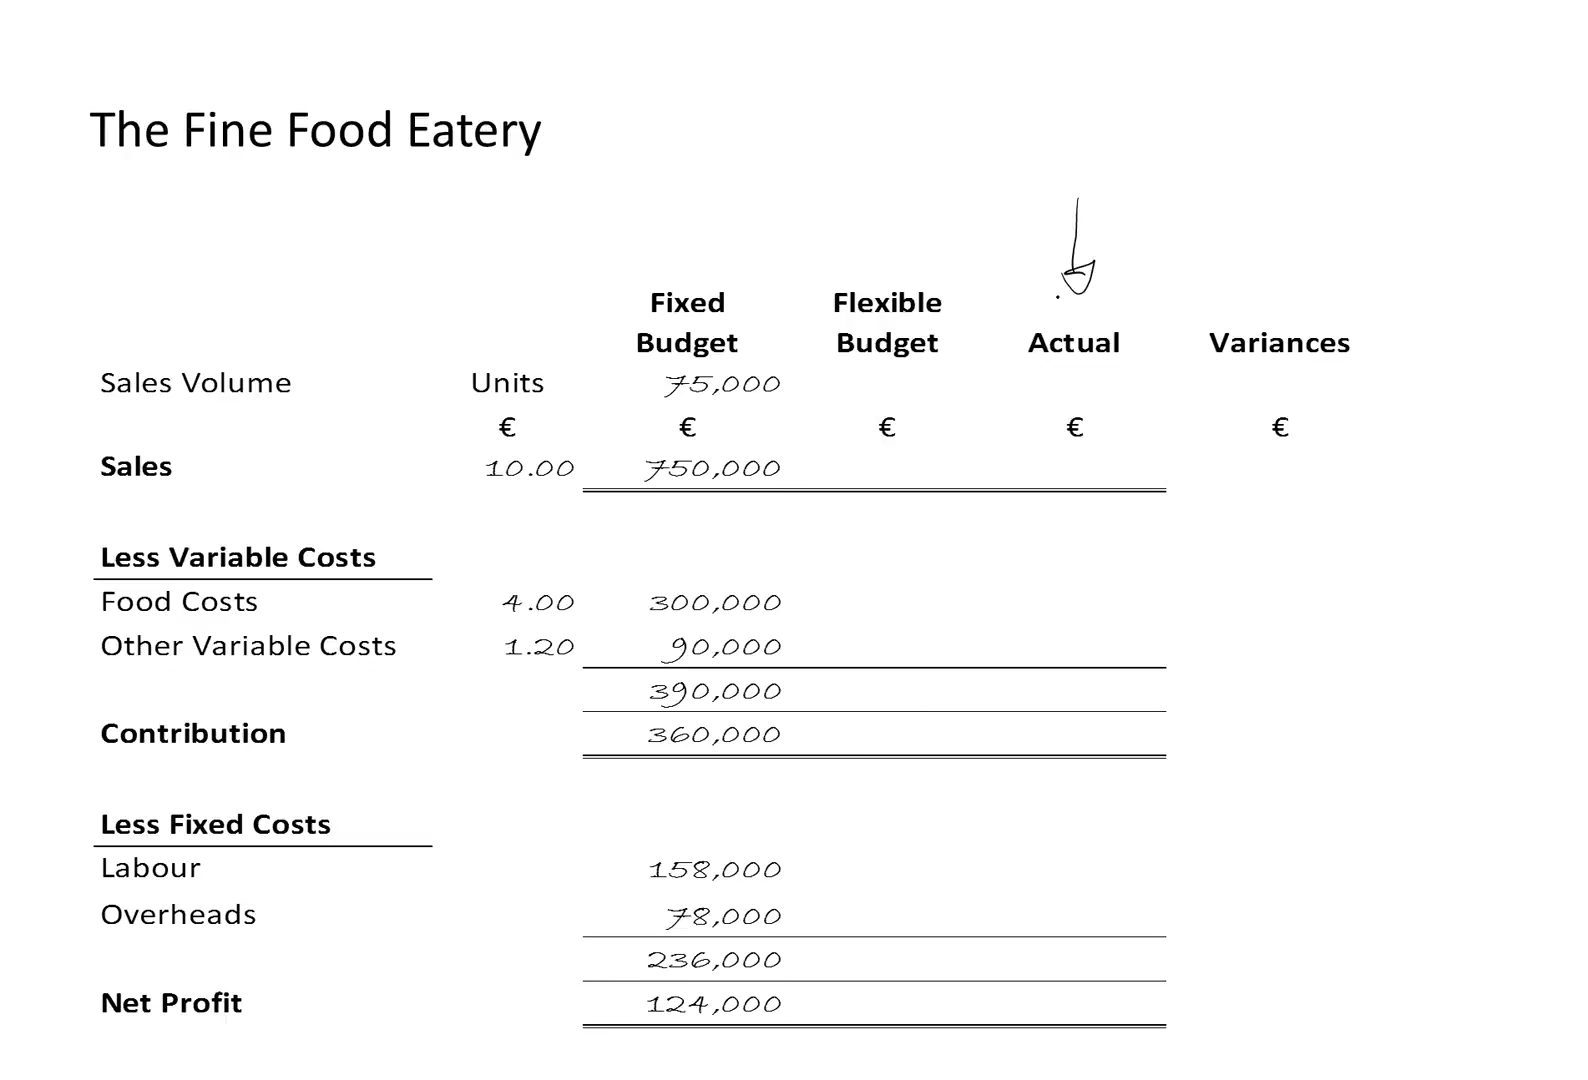 The Fine Food Eatery
Fixed Flexible
Budget Budget Actual Variances
Sales Volume Units 75,000
€ € € € €
Sales 10.00 750,000
Less Variable Costs
Food Costs 4.00 300,000
Other Variable Costs 1.20 90,000
390,000
Contribution 360,000
Less Fixed Costs
Labour 158,000
Overheads 78,000
236,000
Net Profit 124,000